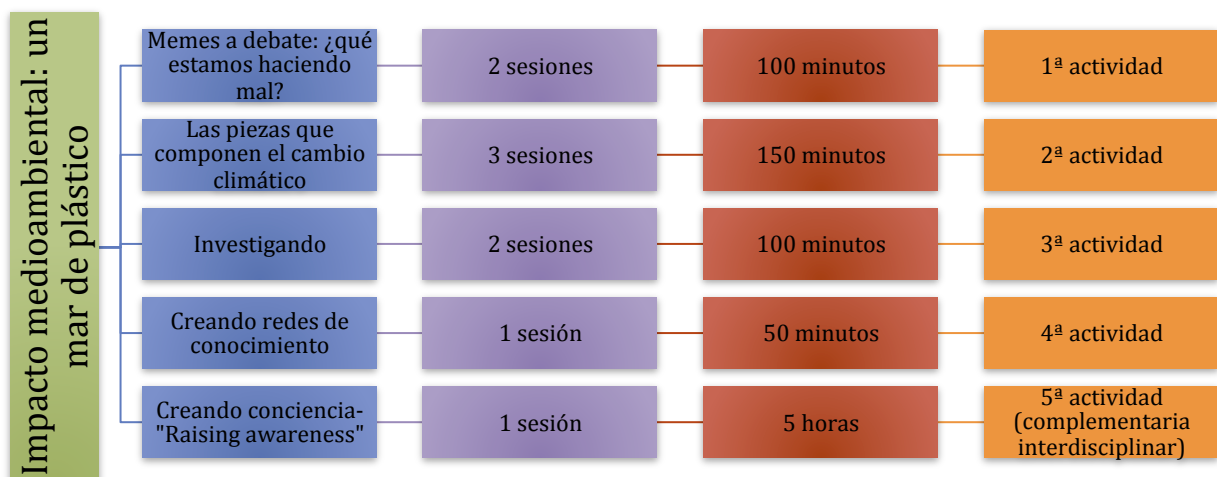 Impacto medioambiental: un
mar de plástico
Memes a debate: ¿qué
estamos haciendo
mal?
2 sesiones
100 minutos
1ª actividad
Las piezas que
componen el cambio
climático
3 sesiones
150 minutos
2ª actividad
Investigando
2 sesiones
100 minutos
3ª actividad
Creando redes de
conocimiento
1 sesión
50 minutos
4ª actividad
Creando conciencia-
"Raising awareness"
1 sesión
5 horas
5ª actividad
(complementaria
interdisciplinar)